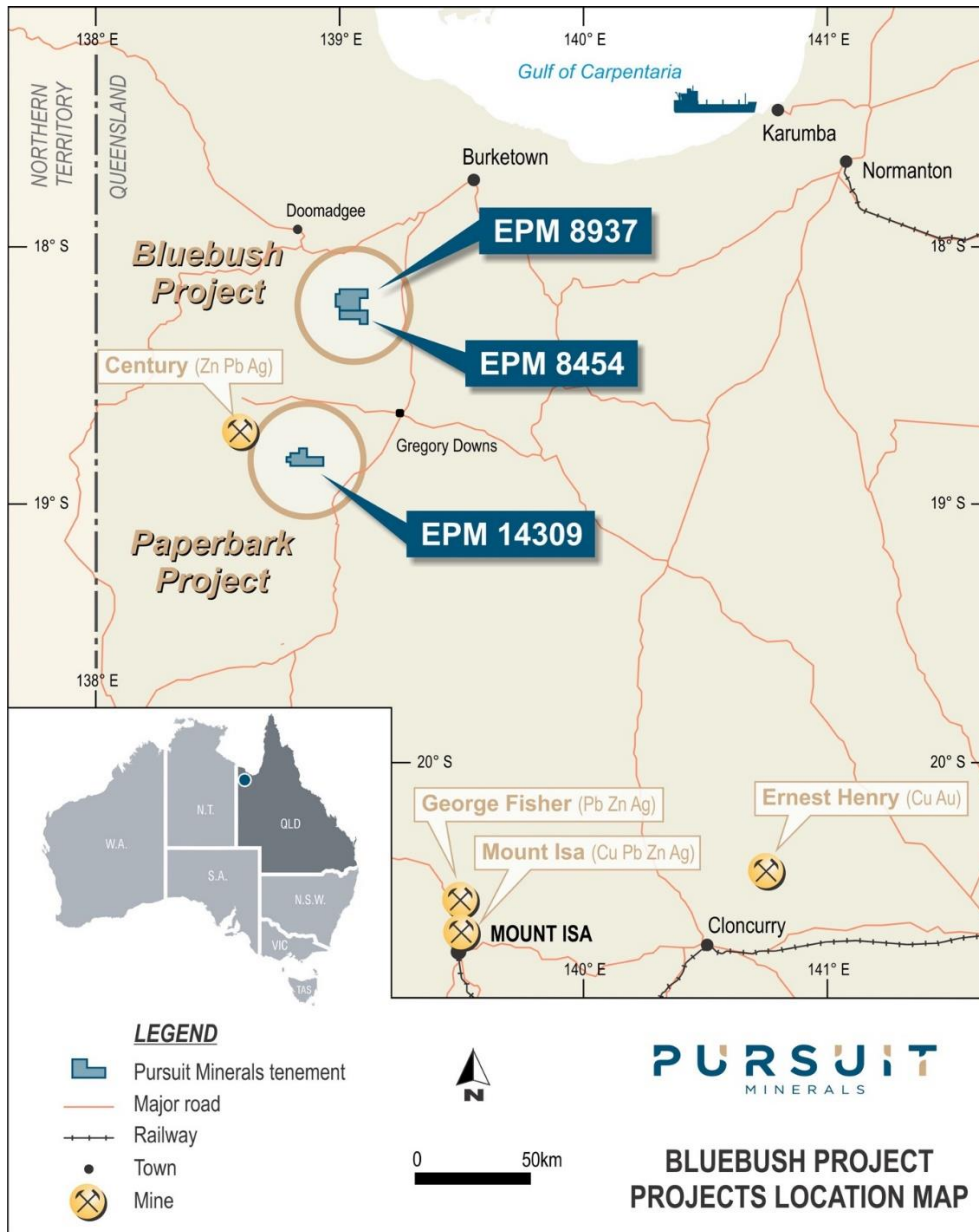 138° E
139° E
140° E
141° E
Gulf of Carpentaria
NORTHERN
TERRITORY
QUEENSLAND
Karumba
Burketown
Normanton
Doomadgee
18° S
EPM 8937
18° S
Bluebush
Project
EPM 8454
Century (Zn Pb Ag)
Gregory Downs
19° S
19° S
EPM 14309
Paperbark
Project
138° E
20° S
20° S
George Fisher (Pb Zn Ag)
Ernest Henry (Cu Au)
Mount Isa (Cu Pb Zn Ag)
MOUNT ISA
Cloncurry
140° E
141° E
N.T.
QLD
W.A.
S.A.
N.S.W.
VIC
TAS
LEGEND
Pursuit Minerals tenement
Major road
Railway
Town
Mine
N
0 50km
PURSUIT
MINERALS
BLUEBUSH PROJECT
PROJECTS LOCATION MAP